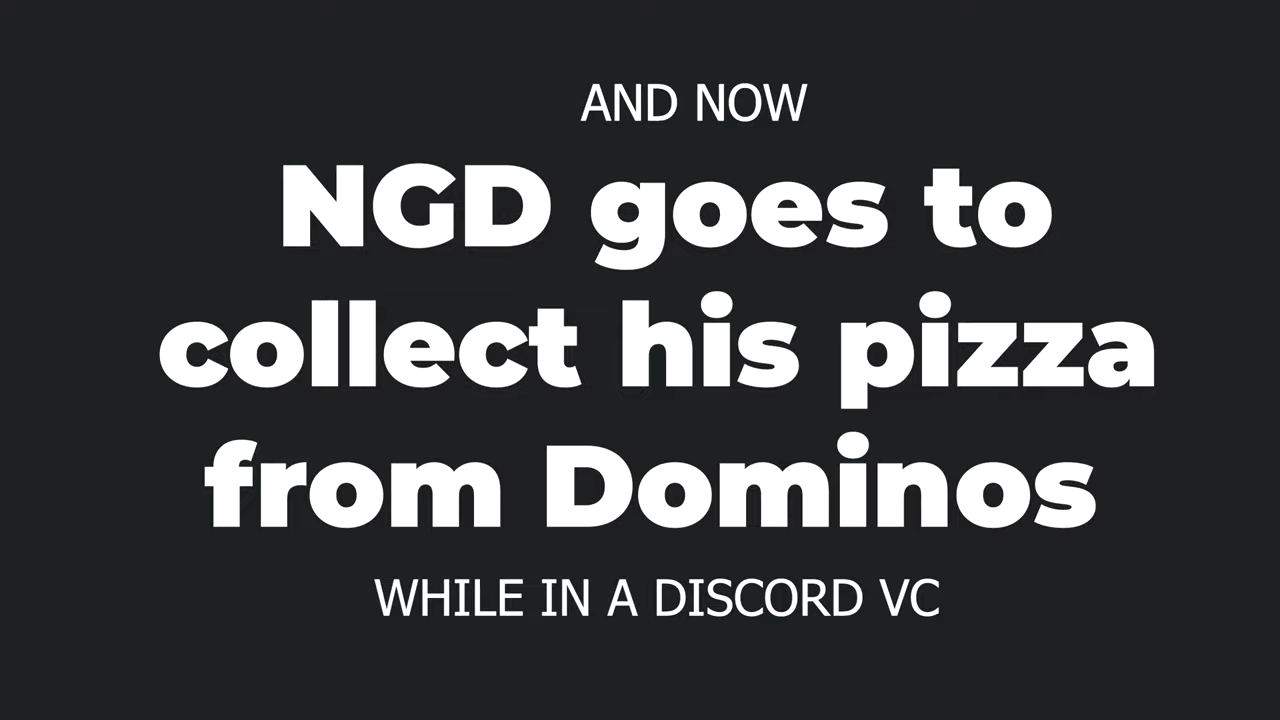 AND NOW
NGD goes to
collect his pizza
from Dominos
WHILE IN A DISCORD VC